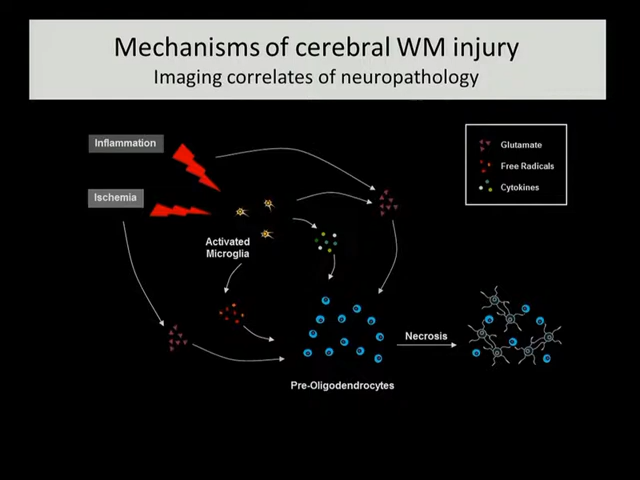 Mechanisms of cerebral WM injury
Imaging correlates of neuropathology
Inflammation
Ischemia
Glutamate
Free Radicals
Cytokines
Activated
Microglia
Necrosis
Pre-Oligodendrocytes